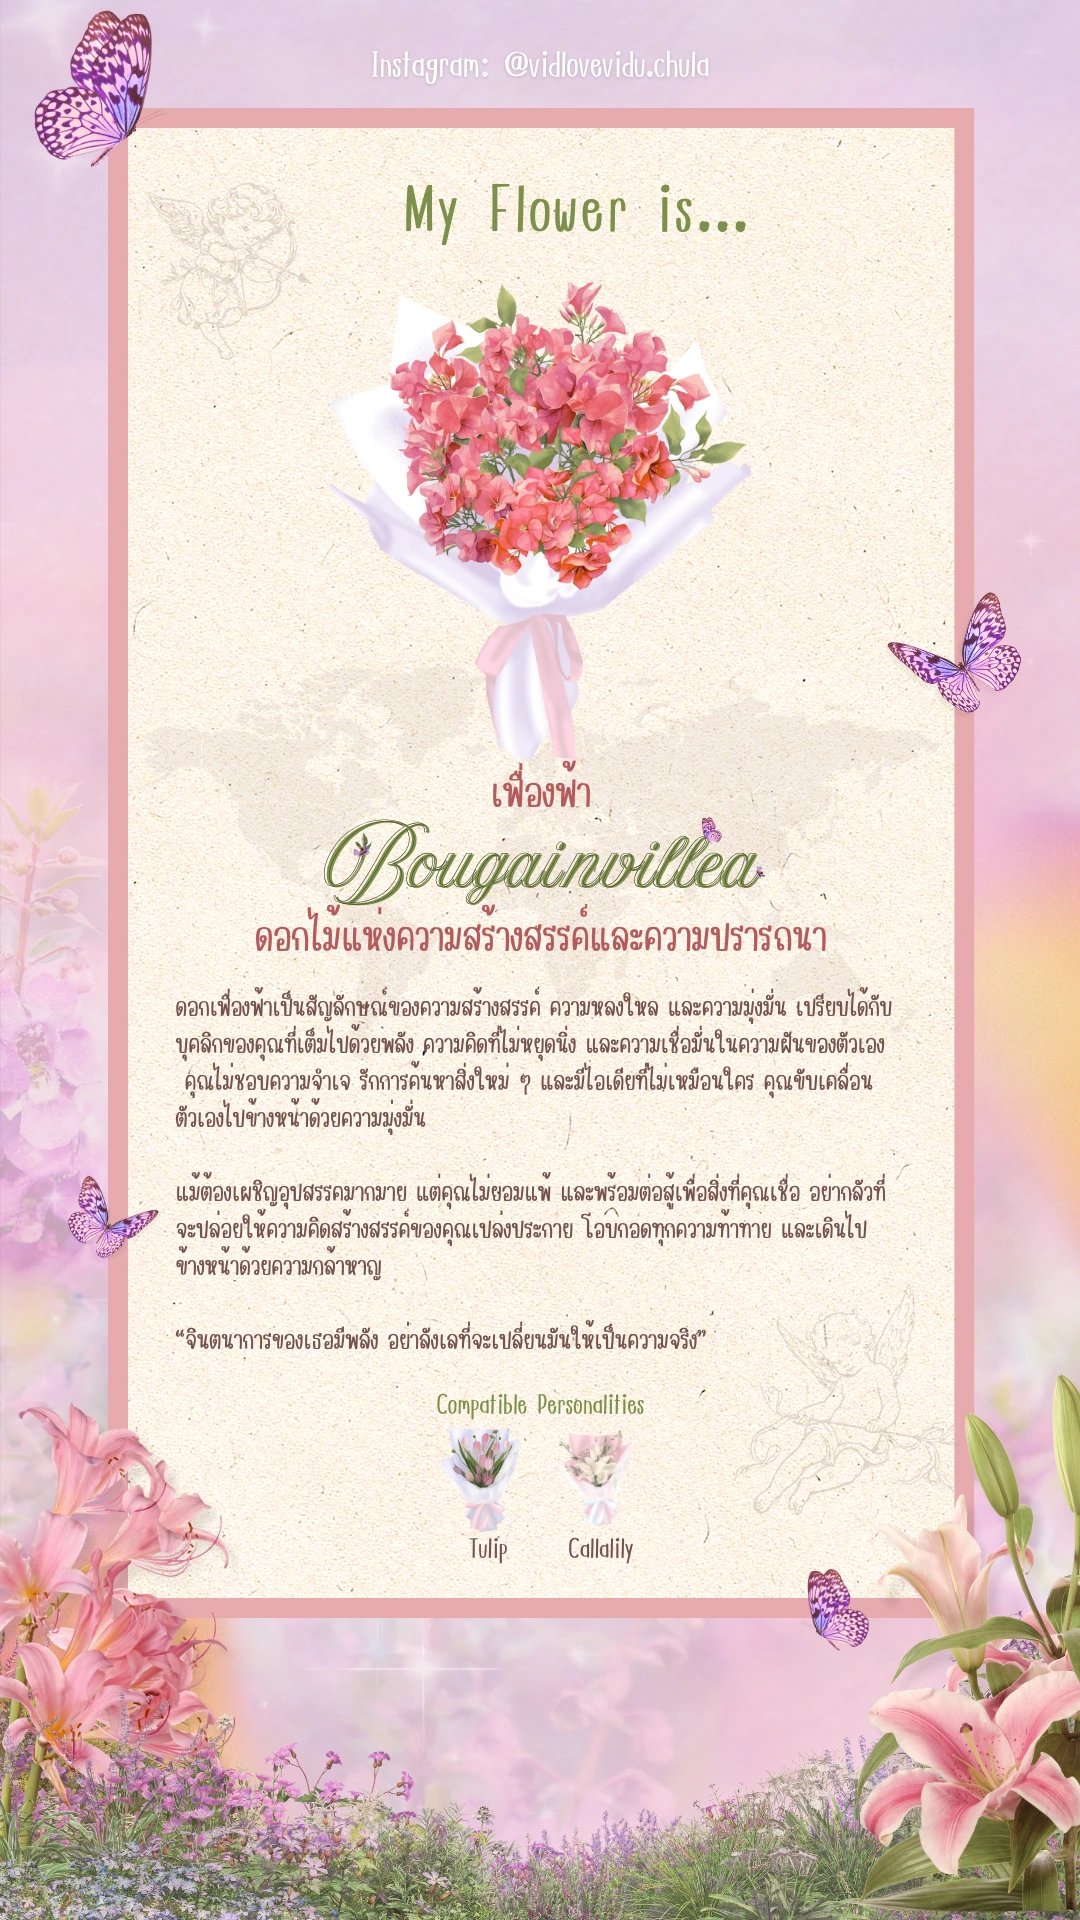 Instagram: @vidlovevidu.chula
My Flower is...
เฟื่องฟ้า
Bougainvillea
ดอกไม้แห่งความสร้างสรรค์และความปรารถนา
ดอกเฟื่องฟ้าเป็นสัญลักษณ์ของความสร้างสรรค์ ความหลงใหล และความมุ่งมั่น เปรียบได้กับ
บุคลิกของคุณที่เต็มไปด้วยพลัง ความคิดที่ไม่หยุดนิ่ง และความเชื่อมั่นในความฝันของตัวเอง
คุณไม่ชอบความจำเจ รักการค้นหาสิ่งใหม่ ๆ และมีไอเดียที่ไม่เหมือนใคร คุณขับเคลื่อน
ตัวเองไปข้างหน้าด้วยความมุ่งมั่น
แม้ต้องเผชิญอุปสรรคมากมาย แต่คุณไม่ยอมแพ้ และพร้อมต่อสู้เพื่อสิ่งที่คุณเชื่อ อย่ากลัวที่
จะปล่อยให้ความคิดสร้างสรรค์ของคุณเปล่งประกาย โอบกอดทุกความท้าทาย และเดินไป
ข้างหน้าด้วยความกล้าหาญ
“จินตนาการของเธอมีพลัง อย่าลังเลที่จะเปลี่ยนมันให้เป็นความจริง”
Compatible Personalities
Tulip
Callalily